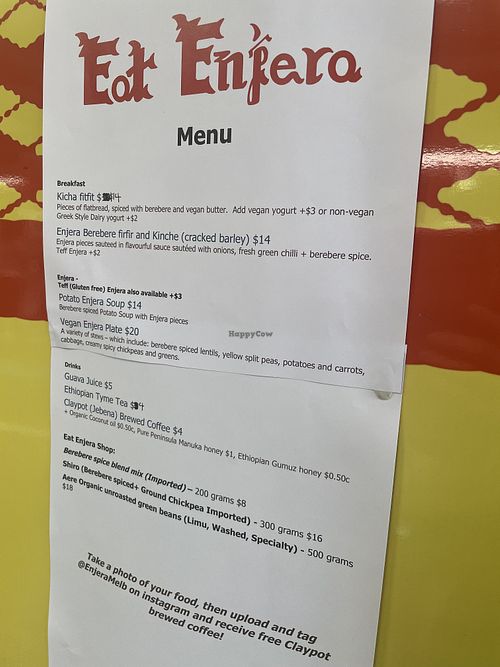 Eat Enjera
Menu
Breakfast
Kicha fitfit $14
Pieces of flatbread, spiced with berebere and vegan butter. Add vegan yogurt +$3 or non-vegan
Greek Style Dairy yogurt +$2
Enjera Berebere firfir and Kinche (cracked barley) $14
Enjera pieces sauteed in flavourful sauce sautéed with onions, fresh green chilli + berebere spice.
Teff Enjera +$2
Enjera -
Teff (Gluten free) Enjera also available +$3
Potato Enjera Soup $14
Berebere spiced Potato Soup with Enjera pieces
Vegan Enjera Plate $20
A variety of stews – which include: berebere spiced lentils, yellow split peas, potatoes and carrots,
cabbage, creamy spicy chickpeas and greens.
HappyCow
Drinks
Guava Juice $5
Ethiopian Tyme Tea $4
Claypot (Jebena) Brewed Coffee $4
+ Organic Coconut oil $0.50c, Pure Peninsula Manuka honey $1, Ethiopian Gumuz honey $0.50c
Eat Enjera Shop:
Berebere spice blend mix (Imported) – 200 grams $8
Shiro (Berebere spiced+ Ground Chickpea Imported) - 300 grams $16
Aere Organic unroasted green beans (Limu, Washed, Specialty) - 500 grams
$18
Take a photo of your food, then upload and tag
@EnjeraMelb on instagram and receive free Claypot
brewed coffee!